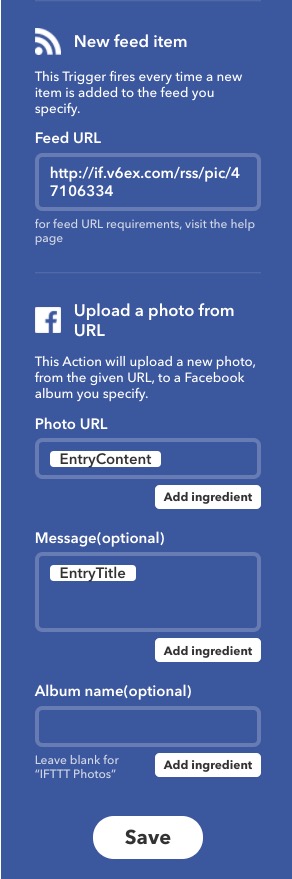 New feed item
This Trigger fires every time a new
item is added to the feed you
specify.
Feed URL
http://if.v6ex.com/rss/pic/4
7106334
for feed URL requirements, visit the help
page
Upload a photo from
URL
This Action will upload a new photo,
from the given URL, to a Facebook
album you specify.
Photo URL
EntryContent
Add ingredient
Message(optional)
EntryTitle
Add ingredient
Album name(optional)
Leave blank for
“IFTTT Photos”
Add ingredient
Save